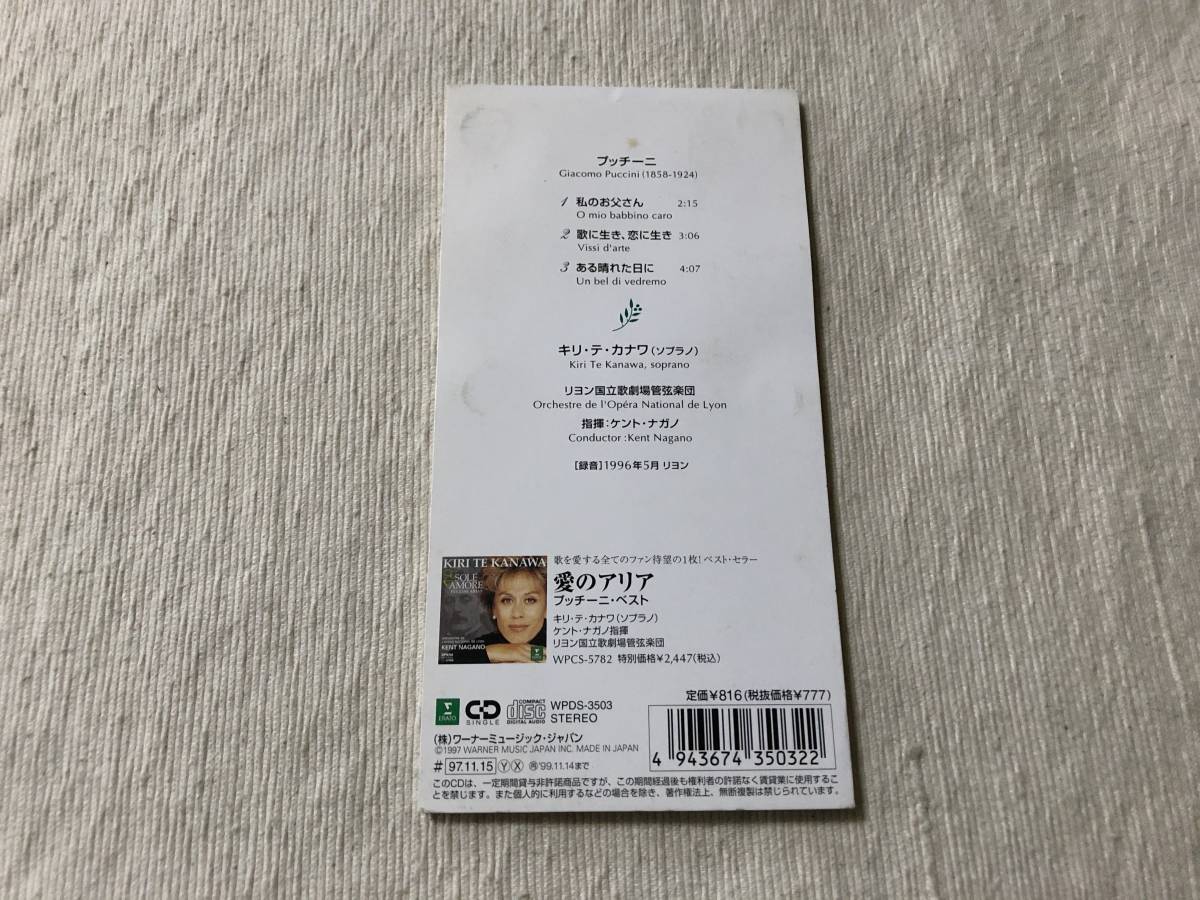 プッチーニ
Giacomo Puccini (1858-1924)
1 私のお父さん 2:15
O mio babbino caro
2 歌に生き、恋に生き 3:06
Vissi d'arte
3 ある晴れた日に 4:07
Un bel di vedremo
キリ・テ・カナワ(ソプラノ)
Kiri Te Kanawa, soprano
リヨン国立歌劇場管弦楽団
Orchestre de l'Opéra National de Lyon
指揮:ケント・ナガノ
Conductor :Kent Nagano
[録音]1996年5月 リヨン
KIRI TE KANAWA
SOLE
AMORE
KENT NAGANO
ERATO
歌を愛する全てのファン待望の1枚!ベスト・セラー
愛のアリア
プッチーニ・ベスト
キリ・テ・カナワ(ソプラノ)
ケント・ナガノ指揮
リヨン国立歌劇場管弦楽団
WPCS-5782 特別価格¥2,447(税込)
定価¥816(税抜価格¥777)
ERATO
CD SINGLE
COMPACT disc DIGITAL AUDIO
WPDS-3503
STEREO
(株)ワーナーミュージック・ジャパン
©1997 WARNER MUSIC JAPAN INC. MADE IN JAPAN
# 97.11.15 Ⓨ Ⓧ ㊢'99.11.14まで
4 943674 350322
このCDは、一定期間貸与非許諾商品ですが、この期間経過後も権利者の許諾なく賃貸業に使用するこ
とを禁じます。また個人的に利用するなどの場合を除き、著作権法上、無断複製は禁じられています。